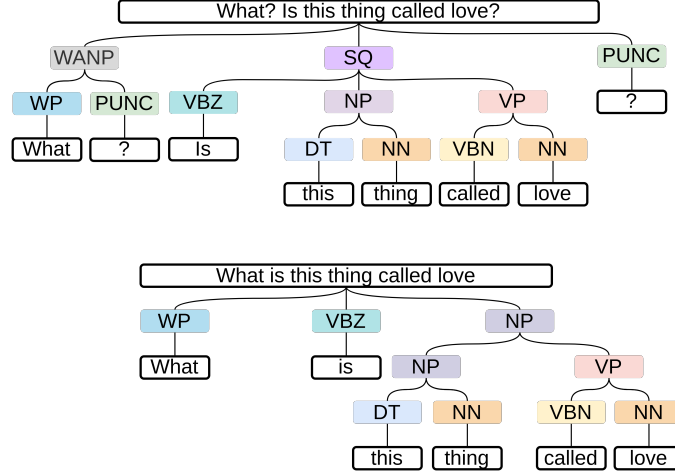 What? Is this thing called love?
WANP SQ PUNC
WP PUNC VBZ NP VP ?
What ? Is DT NN VBN NN
this thing called love
What is this thing called love
WP VBZ NP
What is NP VP
DT NN VBN NN
this thing called love